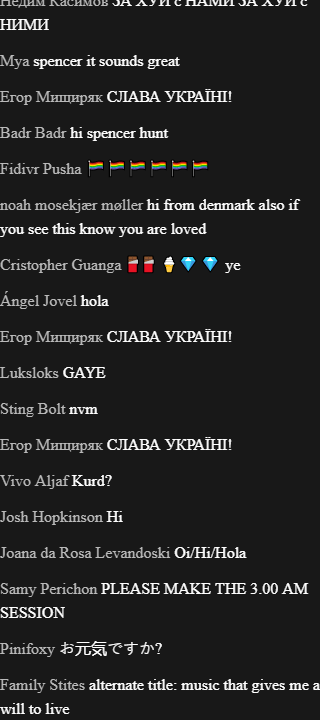 Недим Касимов ЗА ХУЙ с НАМИ ЗА ХУЙ с
НИМИ
Mya spencer it sounds great
Егор Мищиряк СЛАВА УКРАЇНІ!
Badr Badr hi spencer hunt
Fidivr Pusha 🏳️‍🌈🏳️‍🌈🏳️‍🌈🏳️‍🌈🏳️‍🌈🏳️‍🌈
noah mosekjær møller hi from denmark also if
you see this know you are loved
Cristopher Guanga 🍫🍫 🍦💎 💎 ye
Ángel Jovel hola
Егор Мищиряк СЛАВА УКРАЇНІ!
Luksloks GAYE
Sting Bolt nvm
Егор Мищиряк СЛАВА УКРАЇНІ!
Vivo Aljaf Kurd?
Josh Hopkinson Hi
Joana da Rosa Levandoski Oi/Hi/Hola
Samy Perichon PLEASE MAKE THE 3.00 AM
SESSION
Pinifoxy お元気ですか?
Family Stites alternate title: music that gives me a
will to live